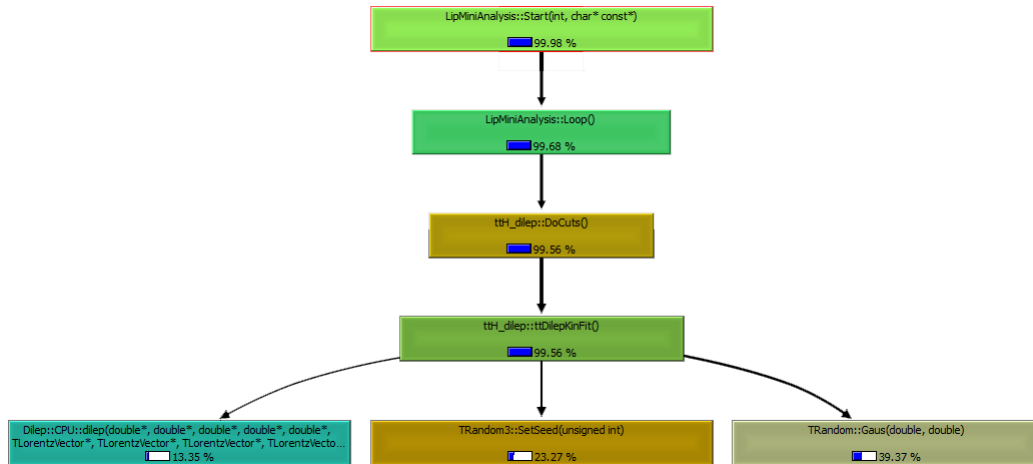 LipMiniAnalysis::Start(int, char* const*)
99.98 %
LipMiniAnalysis::Loop()
99.68 %
ttH_dilep::DoCuts()
99.56 %
ttH_dilep::ttDilepKinFit()
99.56 %
Dilep::CPU::dilep(double*, double*, double*, double*, double*,
TLorentzVector*, TLorentzVector*, TLorentzVector*, TLorentzVecto...
13.35 %
TRandom3::SetSeed(unsigned int)
23.27 %
TRandom::Gaus(double, double)
39.37 %